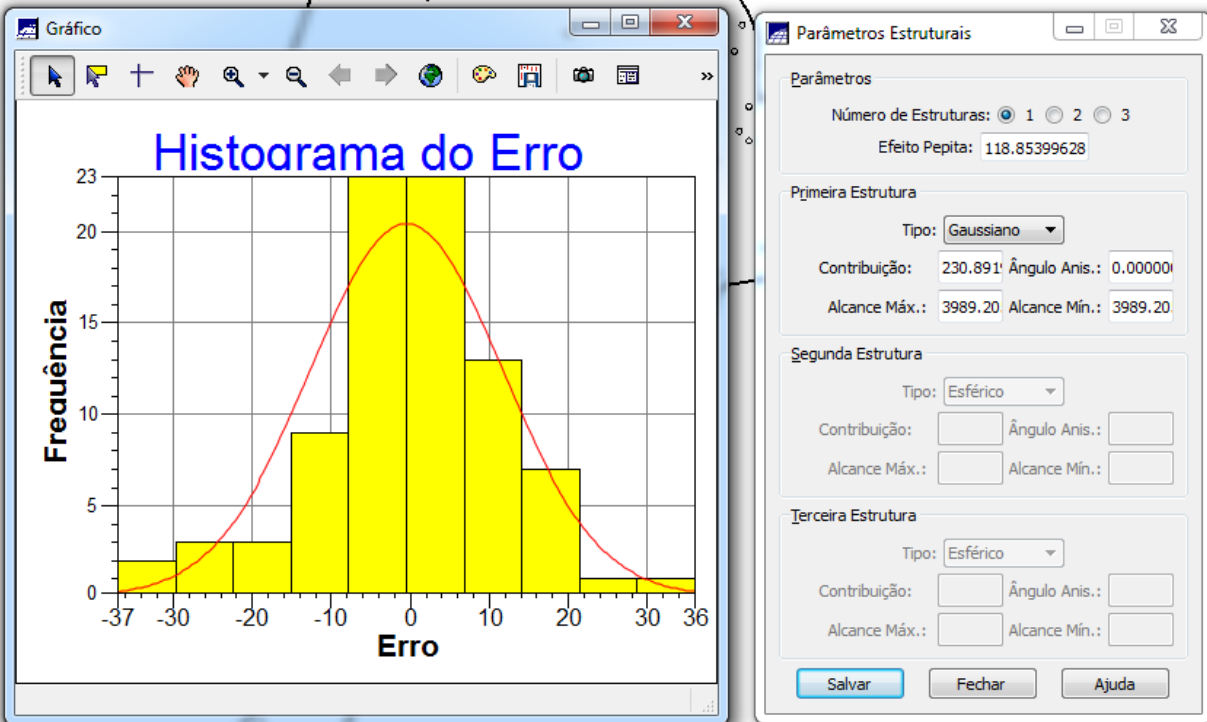 Gráfico
»
Histograma do Erro
23
20
15
10
5
0
Frequência
-37 -30 -20 -10 0 10 20 30 36
Erro
Parâmetros Estruturais
Parâmetros
Número de Estruturas: 1 2 3
Efeito Pepita: 118.85399628
Primeira Estrutura
Tipo: Gaussiano
Contribuição: 230.891 Ângulo Anis.: 0.00000
Alcance Máx.: 3989.20 Alcance Mín.: 3989.20
Segunda Estrutura
Tipo: Esférico
Contribuição: Ângulo Anis.:
Alcance Máx.: Alcance Mín.:
Terceira Estrutura
Tipo: Esférico
Contribuição: Ângulo Anis.:
Alcance Máx.: Alcance Mín.:
Salvar Fechar Ajuda